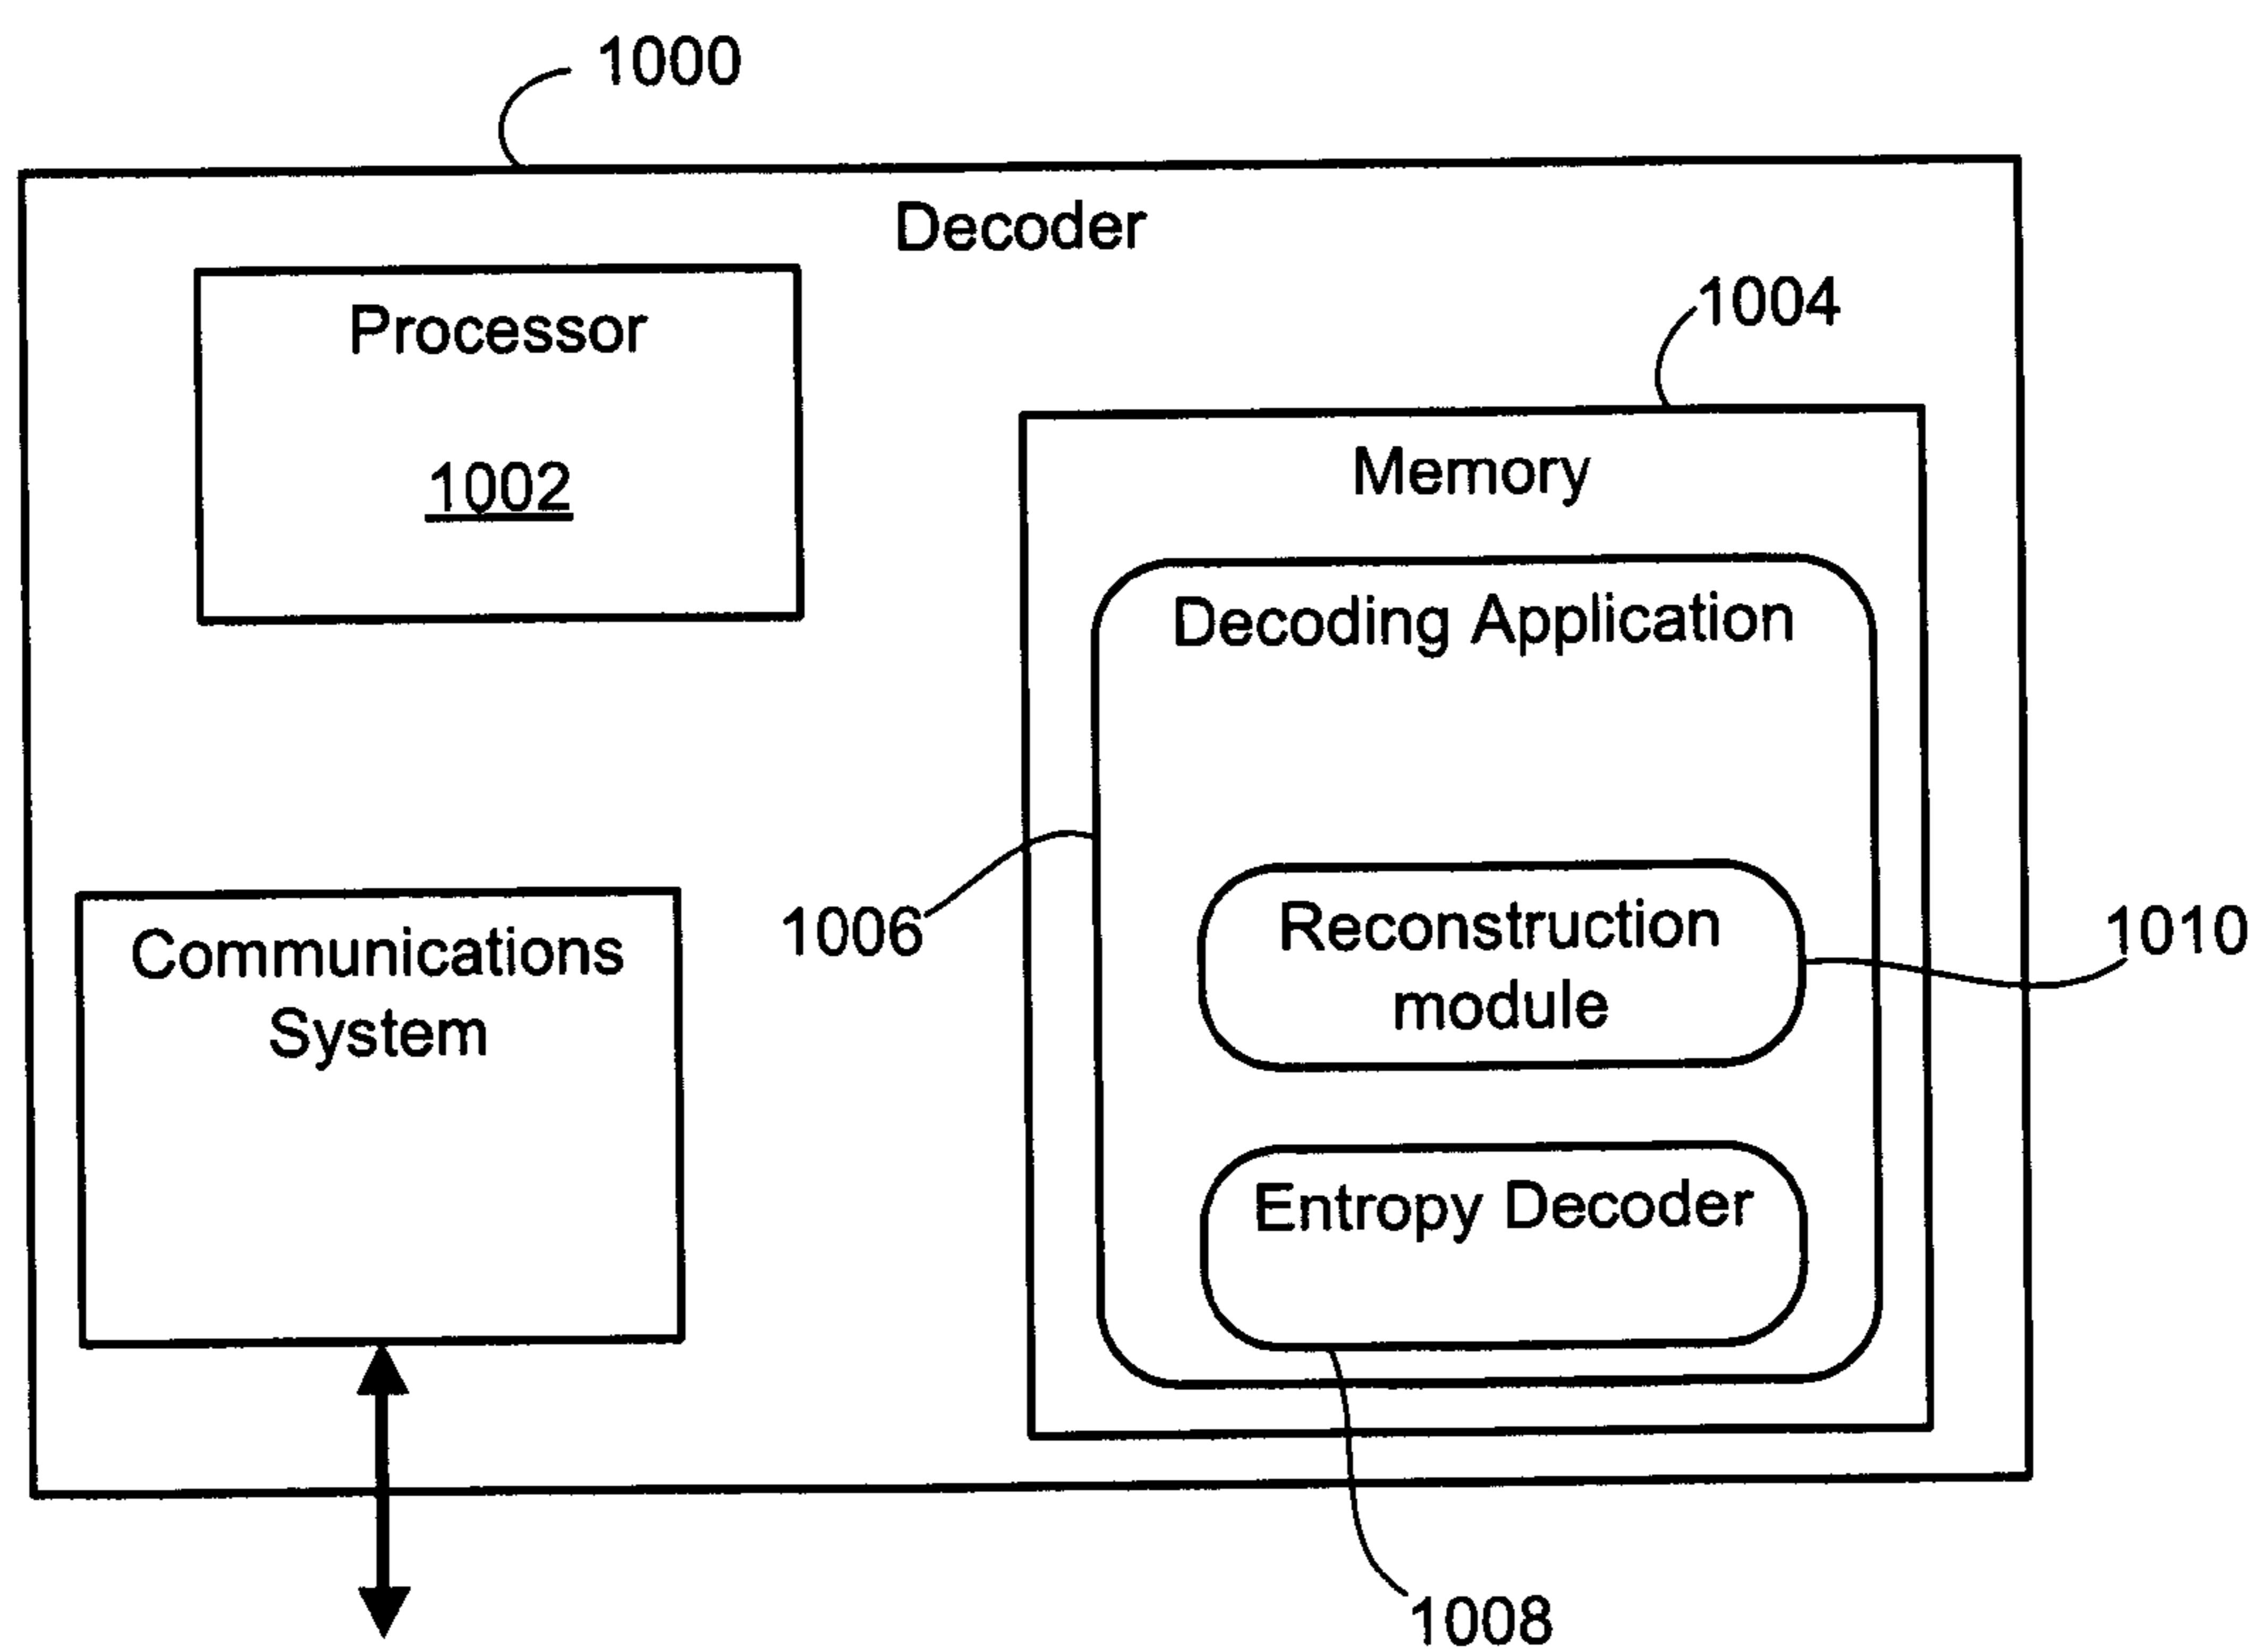 1000
Decoder
Processor
1002
1004
Memory
Decoding Application
1006
Reconstruction
module
1010
Communications
System
Entropy Decoder
1008